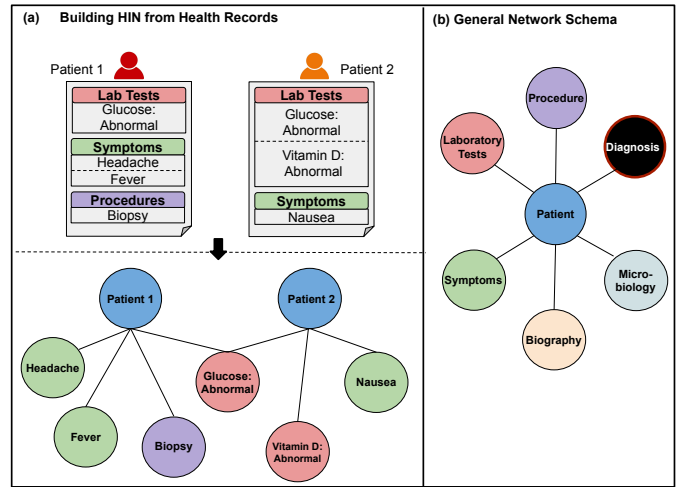 (a) Building HIN from Health Records
Patient 1
Lab Tests
Glucose:
Abnormal
Symptoms
Headache
Fever
Procedures
Biopsy
Patient 2
Lab Tests
Glucose:
Abnormal
Vitamin D:
Abnormal
Symptoms
Nausea
Patient 1
Patient 2
Headache
Glucose:
Abnormal
Nausea
Fever
Biopsy
Vitamin D:
Abnormal
(b) General Network Schema
Procedure
Laboratory
Tests
Diagnosis
Patient
Symptoms
Micro-
biology
Biography